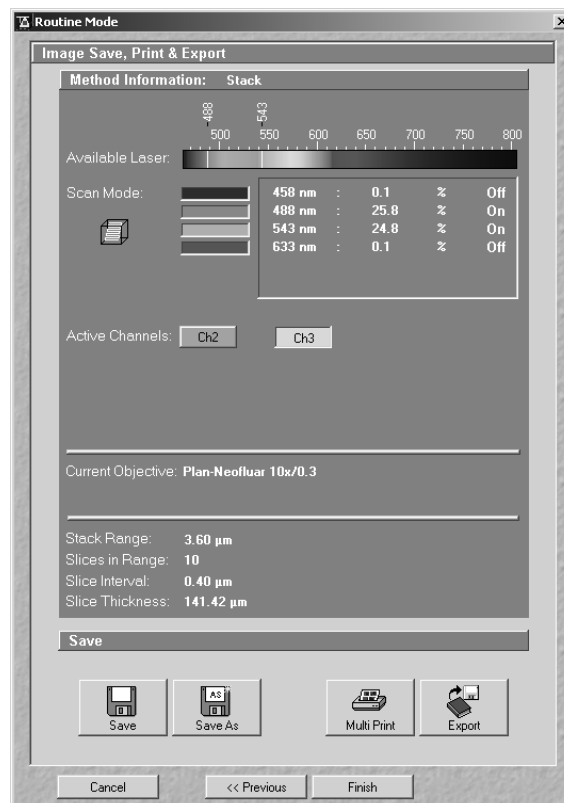 Routine Mode
Image Save, Print & Export
Method Information: Stack
488 543
500 550 600 650 700 750 800
Available Laser:
Scan Mode:
458 nm : 0.1 % Off
488 nm : 25.8 % On
543 nm : 24.8 % On
633 nm : 0.1 % Off
Active Channels: Ch2 Ch3
Current Objective: Plan-Neofluar 10x/0.3
Stack Range: 3.60 µm
Slices in Range: 10
Slice Interval: 0.40 µm
Slice Thickness: 141.42 µm
Save
AS
Save Save As Multi Print Export
Cancel << Previous Finish